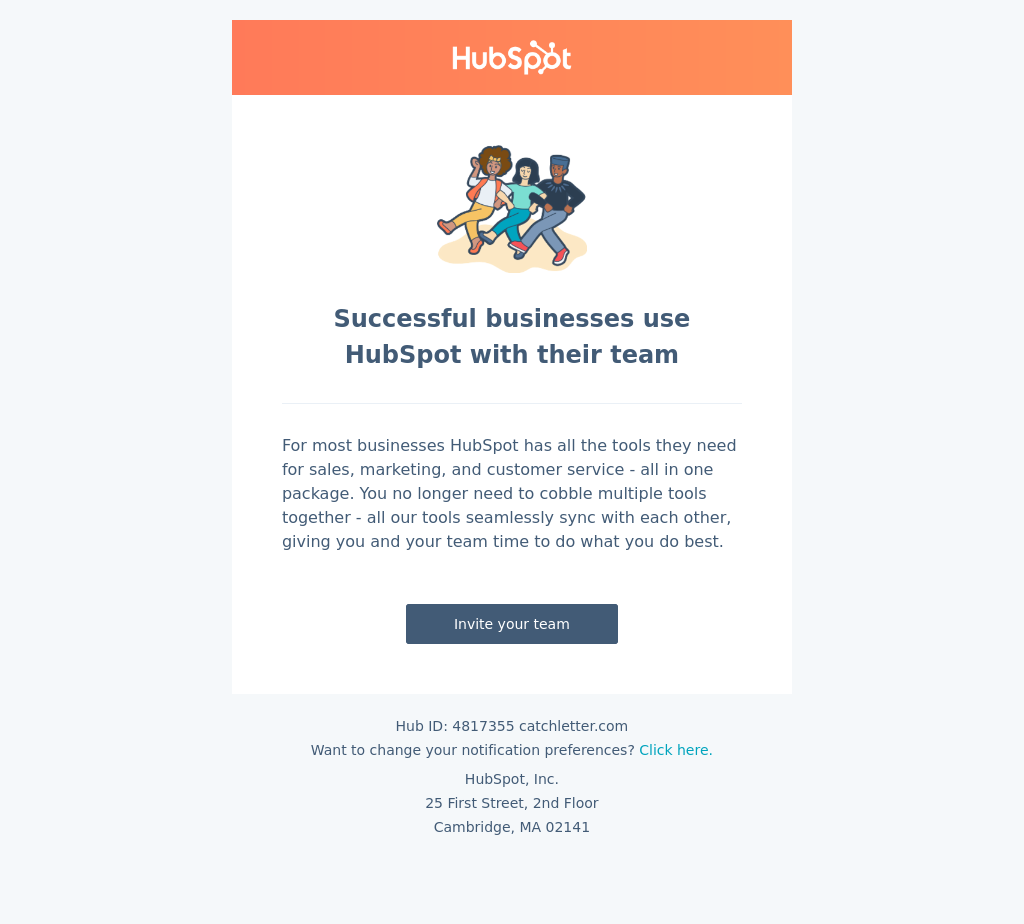 HubSpot
Successful businesses use
HubSpot with their team
For most businesses HubSpot has all the tools they need
for sales, marketing, and customer service - all in one
package. You no longer need to cobble multiple tools
together - all our tools seamlessly sync with each other,
giving you and your team time to do what you do best.
Invite your team
Hub ID: 4817355 catchletter.com
Want to change your notification preferences? Click here.
HubSpot, Inc.
25 First Street, 2nd Floor
Cambridge, MA 02141